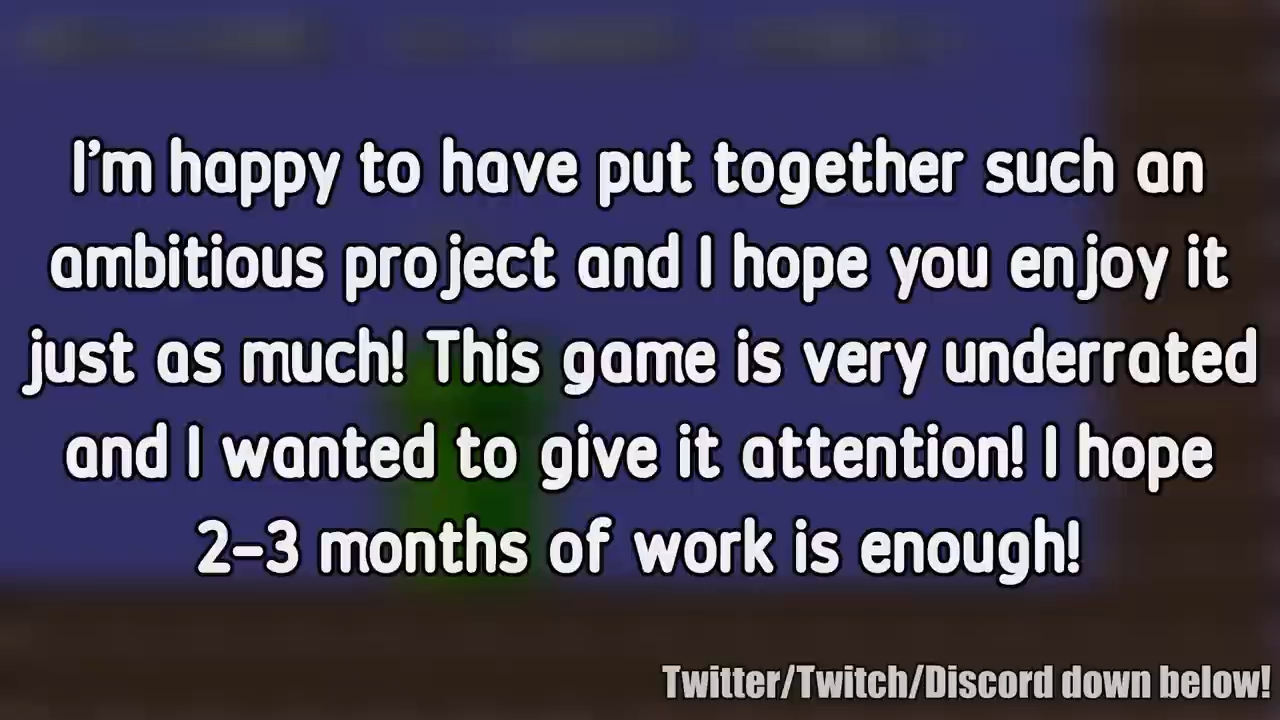 I'm happy to have put together such an
ambitious project and I hope you enjoy it
just as much! This game is very underrated
and I wanted to give it attention! I hope
2-3 months of work is enough!
Twitter/Twitch/Discord down below!